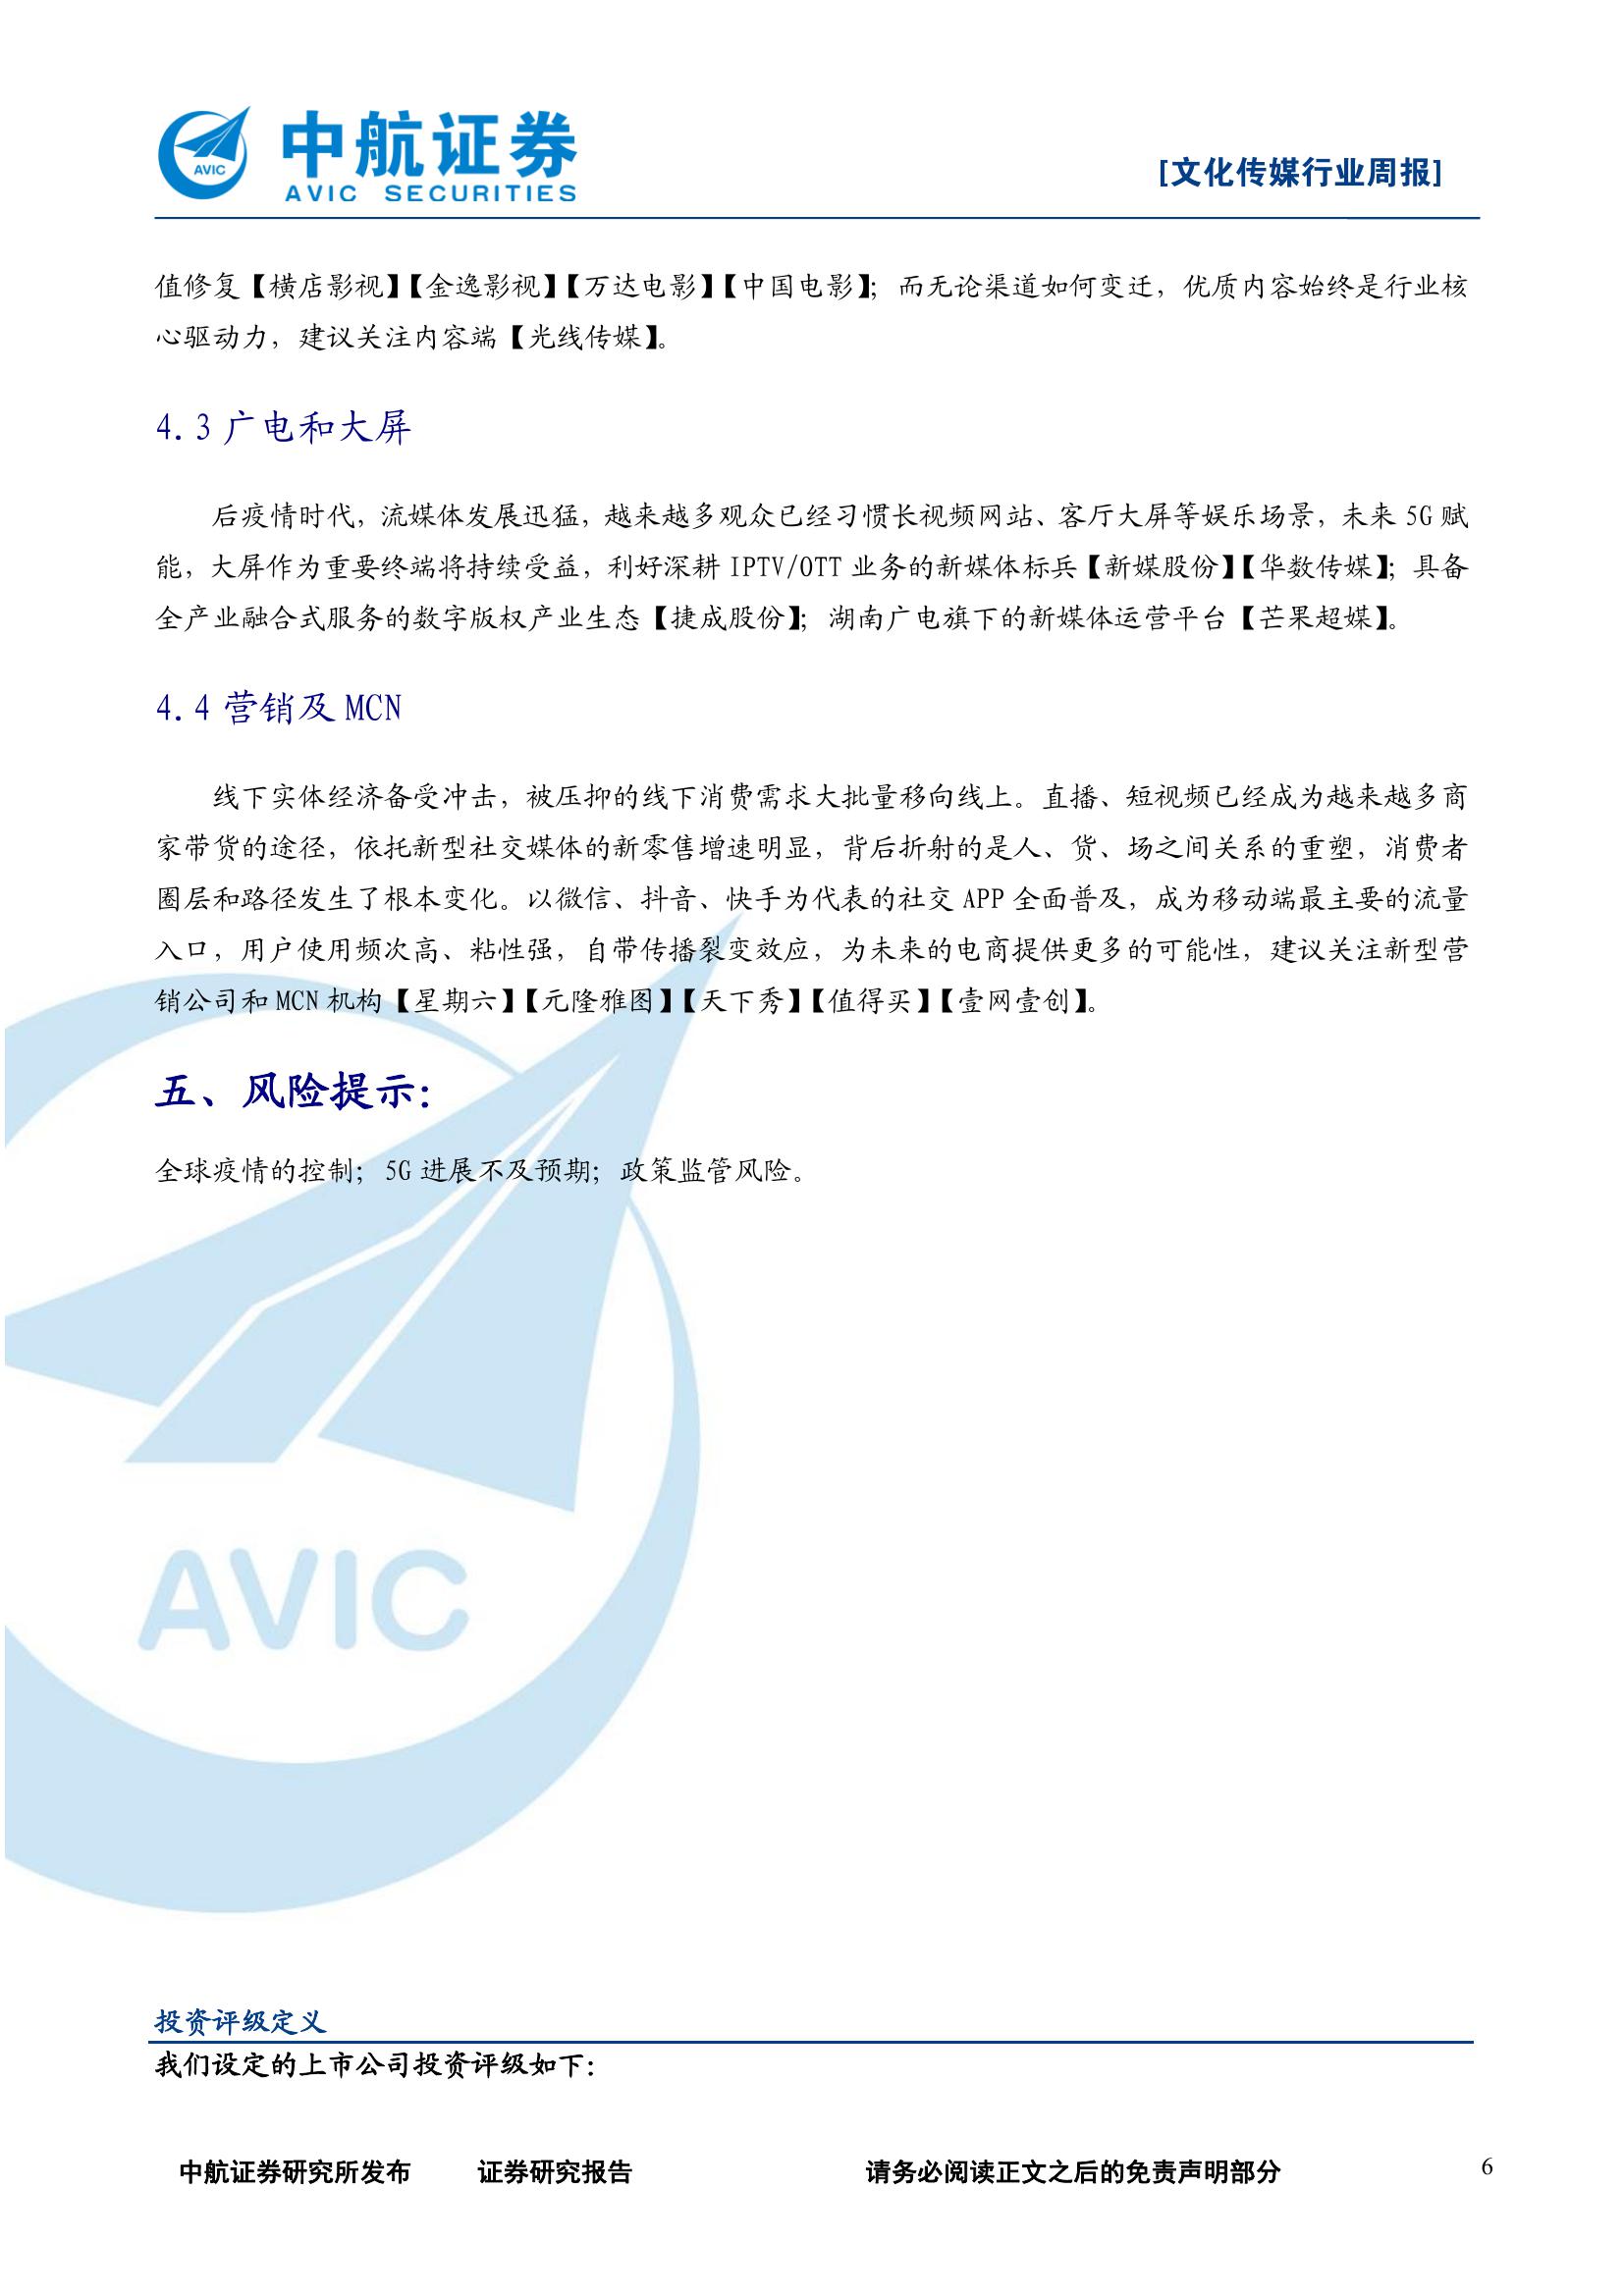 中航证券
AVIC SECURITIES
AVIC
[文化传媒行业周报]
值修复【横店影视】【金逸影视】【万达电影】【中国电影】；而无论渠道如何变迁，优质内容始终是行业核
心驱动力，建议关注内容端【光线传媒】。
4.3 广电和大屏
后疫情时代，流媒体发展迅猛，越来越多观众已经习惯长视频网站、客厅大屏等娱乐场景，未来 5G 赋
能，大屏作为重要终端将持续受益，利好深耕 IPTV/OTT 业务的新媒体标兵【新媒股份】【华数传媒】；具备
全产业融合式服务的数字版权产业生态【捷成股份】；湖南广电旗下的新媒体运营平台【芒果超媒】。
4.4 营销及 MCN
线下实体经济备受冲击，被压抑的线下消费需求大批量移向线上。直播、短视频已经成为越来越多商
家带货的途径，依托新型社交媒体的新零售增速明显，背后折射的是人、货、场之间关系的重塑，消费者
圈层和路径发生了根本变化。以微信、抖音、快手为代表的社交 APP 全面普及，成为移动端最主要的流量
入口，用户使用频次高、粘性强，自带传播裂变效应，为未来的电商提供更多的可能性，建议关注新型营
销公司和 MCN 机构【星期六】【元隆雅图】【天下秀】【值得买】【壹网壹创】。
五、风险提示：
全球疫情的控制；5G 进展不及预期；政策监管风险。
AVIC
投资评级定义
我们设定的上市公司投资评级如下：
中航证券研究所发布 证券研究报告 请务必阅读正文之后的免责声明部分 6